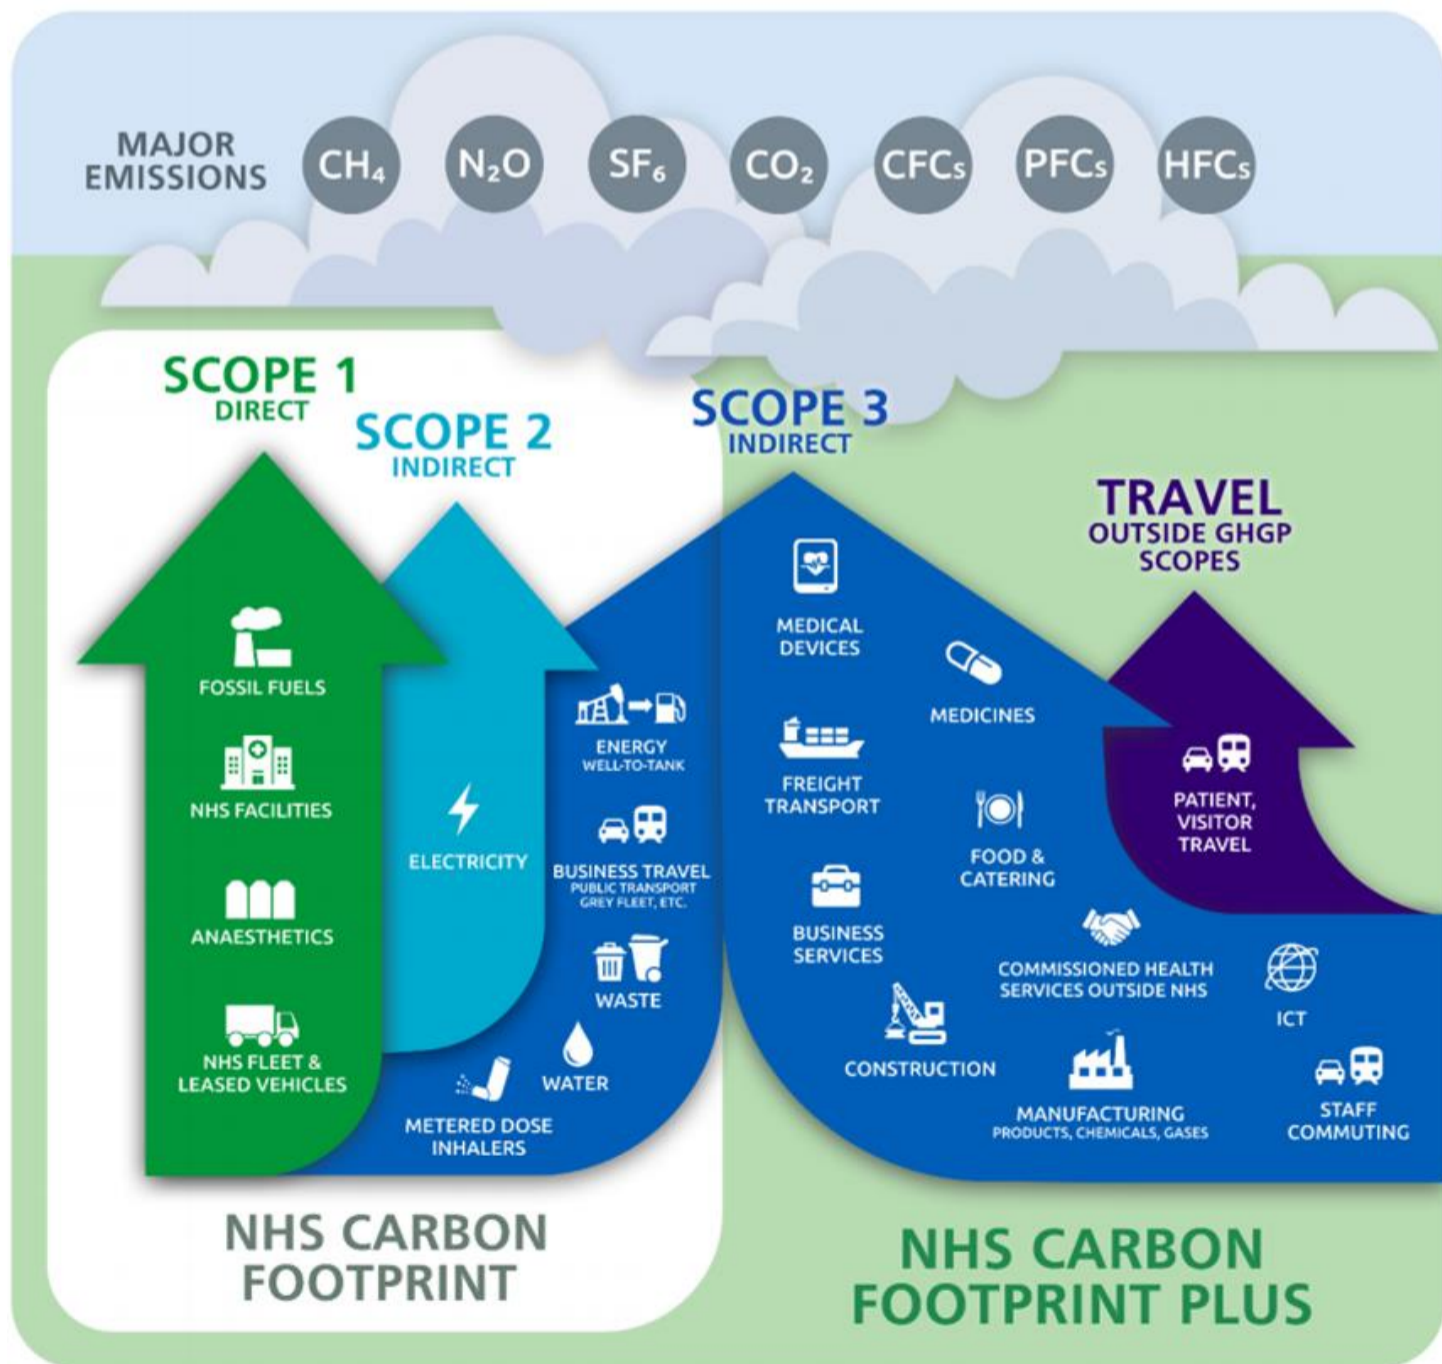 MAJOR
EMISSIONS
CH₄
N₂O
SF₆
CO₂
CFCs
PFCs
HFCs
SCOPE 1
DIRECT
SCOPE 2
INDIRECT
SCOPE 3
INDIRECT
TRAVEL
OUTSIDE GHGP
SCOPES
FOSSIL FUELS
NHS FACILITIES
ANAESTHETICS
NHS FLEET &
LEASED VEHICLES
ELECTRICITY
ENERGY
WELL-TO-TANK
BUSINESS TRAVEL
PUBLIC TRANSPORT
GREY FLEET, ETC.
WASTE
WATER
METERED DOSE
INHALERS
MEDICAL
DEVICES
MEDICINES
FREIGHT
TRANSPORT
FOOD &
CATERING
BUSINESS
SERVICES
COMMISSIONED HEALTH
SERVICES OUTSIDE NHS
CONSTRUCTION
MANUFACTURING
PRODUCTS, CHEMICALS, GASES
ICT
STAFF
COMMUTING
PATIENT,
VISITOR
TRAVEL
NHS CARBON
FOOTPRINT
NHS CARBON
FOOTPRINT PLUS